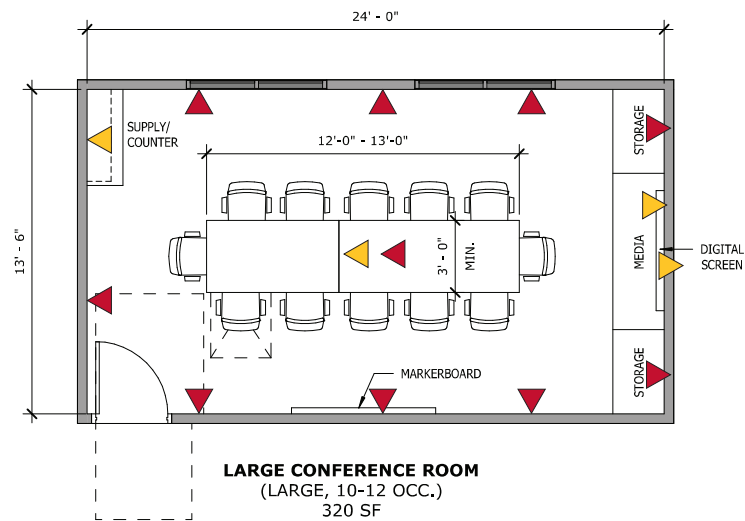 24' - 0"
SUPPLY/
COUNTER
12'-0" - 13'-0"
STORAGE
13' - 6"
3' - 0"
MIN.
MEDIA
DIGITAL
SCREEN
STORAGE
MARKERBOARD
LARGE CONFERENCE ROOM
(LARGE, 10-12 OCC.)
320 SF